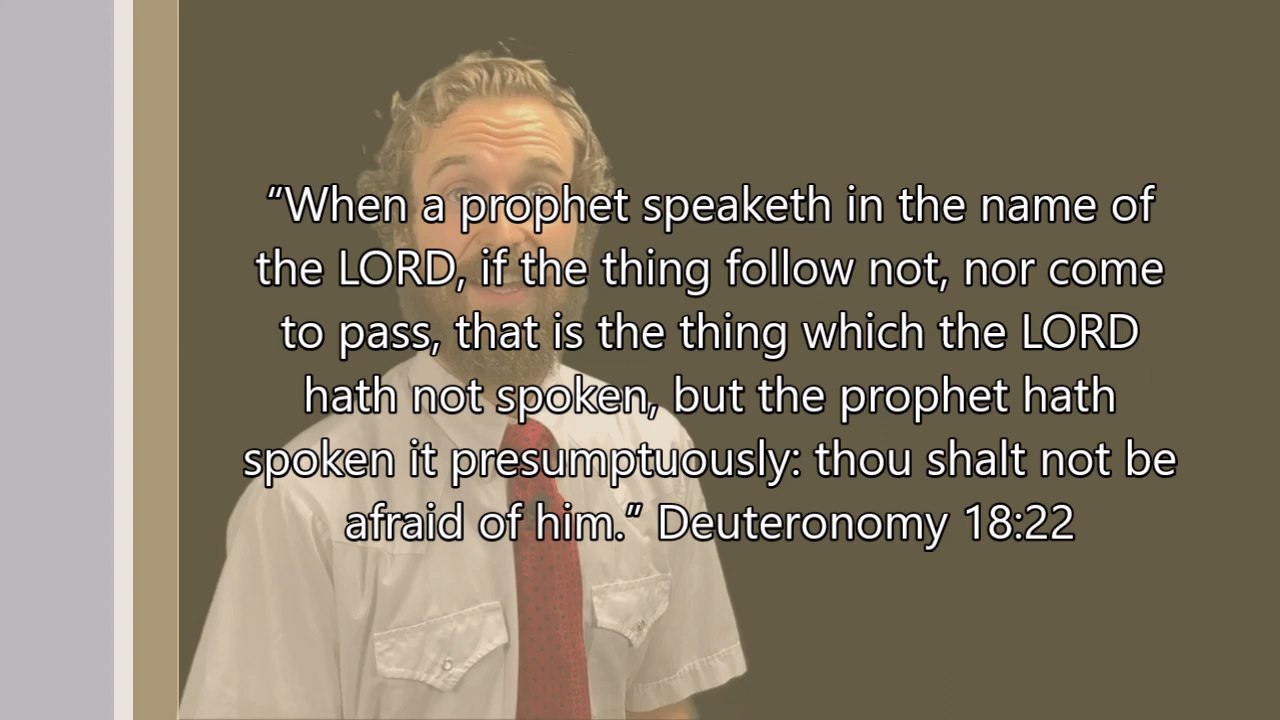 “When a prophet speaketh in the name of
the LORD, if the thing follow not, nor come
to pass, that is the thing which the LORD
hath not spoken, but the prophet hath
spoken it presumptuously: thou shalt not be
afraid of him.” Deuteronomy 18:22